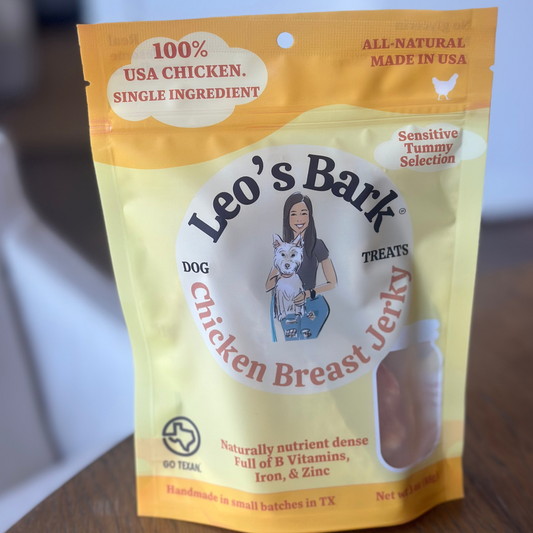 100%
USA CHICKEN.
SINGLE INGREDIENT
ALL-NATURAL
MADE IN USA
Sensitive
Tummy
Selection
Leo's Bark®
DOG TREATS
Chicken Breast Jerky
GO TEXAN.
Naturally nutrient dense
Full of B Vitamins,
Iron, & Zinc
Handmade in small batches in TX
Net